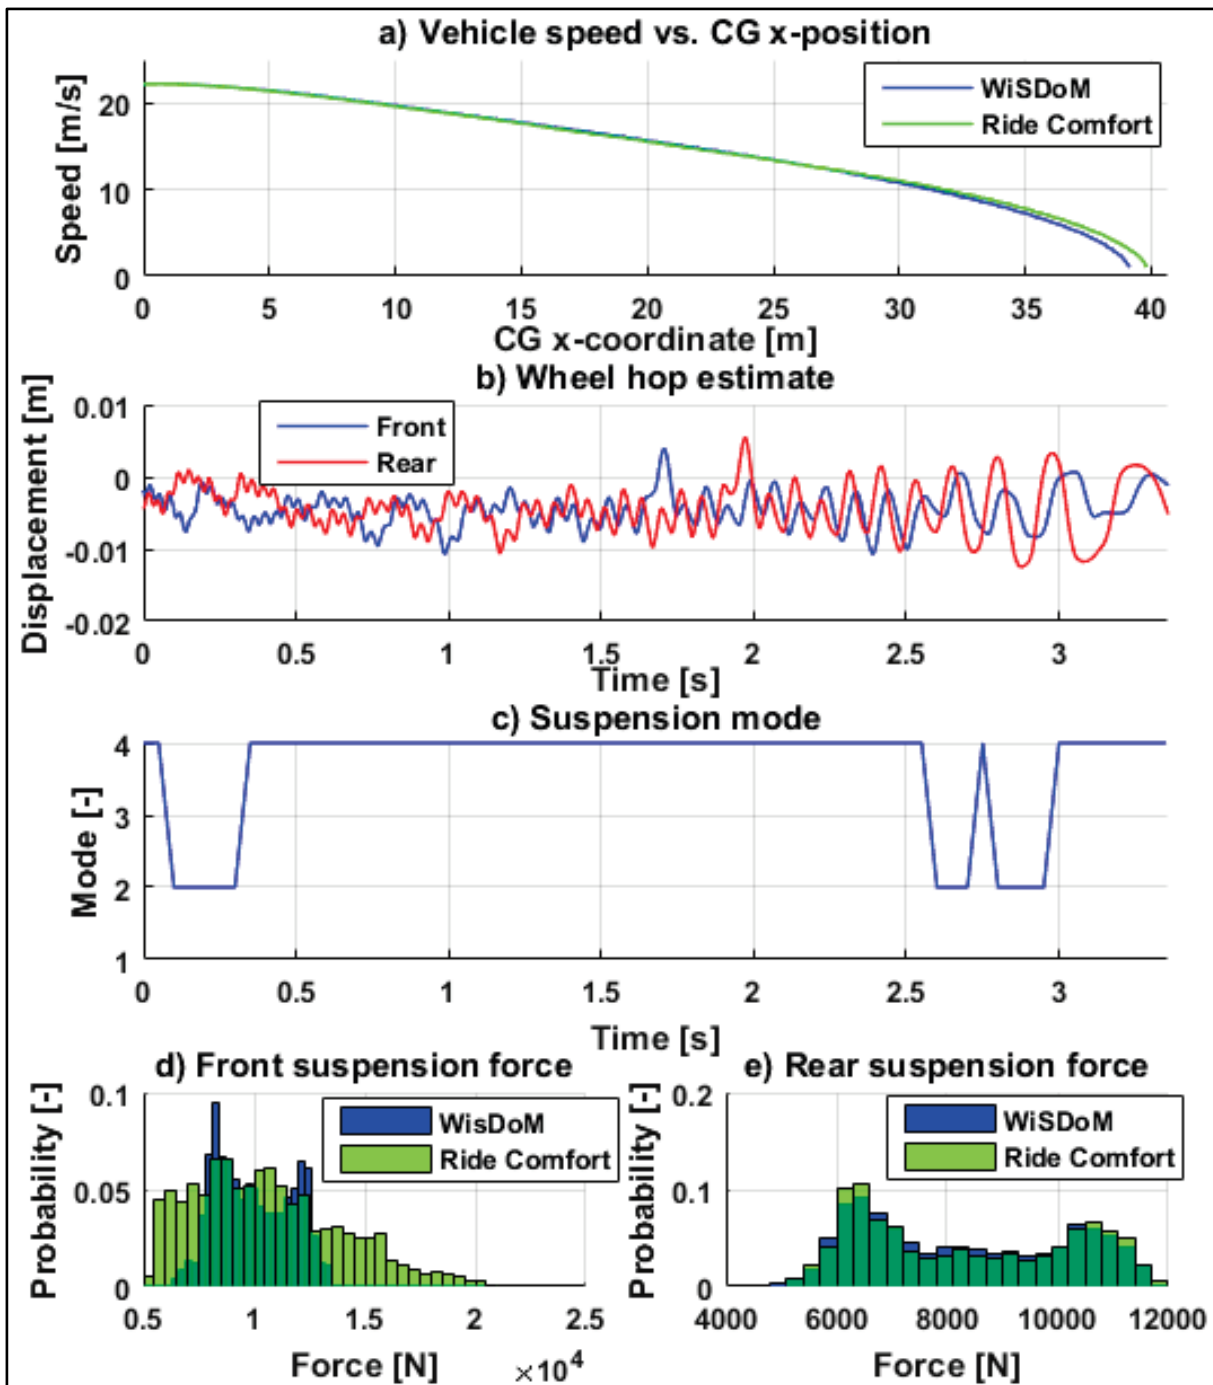 a) Vehicle speed vs. CG x-position
Speed [m/s]
20
10
0
WiSDoM
Ride Comfort
0 5 10 15 20 25 30 35 40
CG x-coordinate [m]
b) Wheel hop estimate
Displacement [m]
0.01
0
-0.01
-0.02
Front
Rear
0 0.5 1 1.5 2 2.5 3
Time [s]
c) Suspension mode
Mode [-]
4
3
2
1
0 0.5 1 1.5 2 2.5 3
Time [s]
d) Front suspension force
Probability [-]
0.1
0.05
0
WisDoM
Ride Comfort
0.5 1 1.5 2 2.5
Force [N]
×10^4
e) Rear suspension force
Probability [-]
0.2
0.1
0
WiSDoM
Ride Comfort
4000 6000 8000 10000 12000
Force [N]